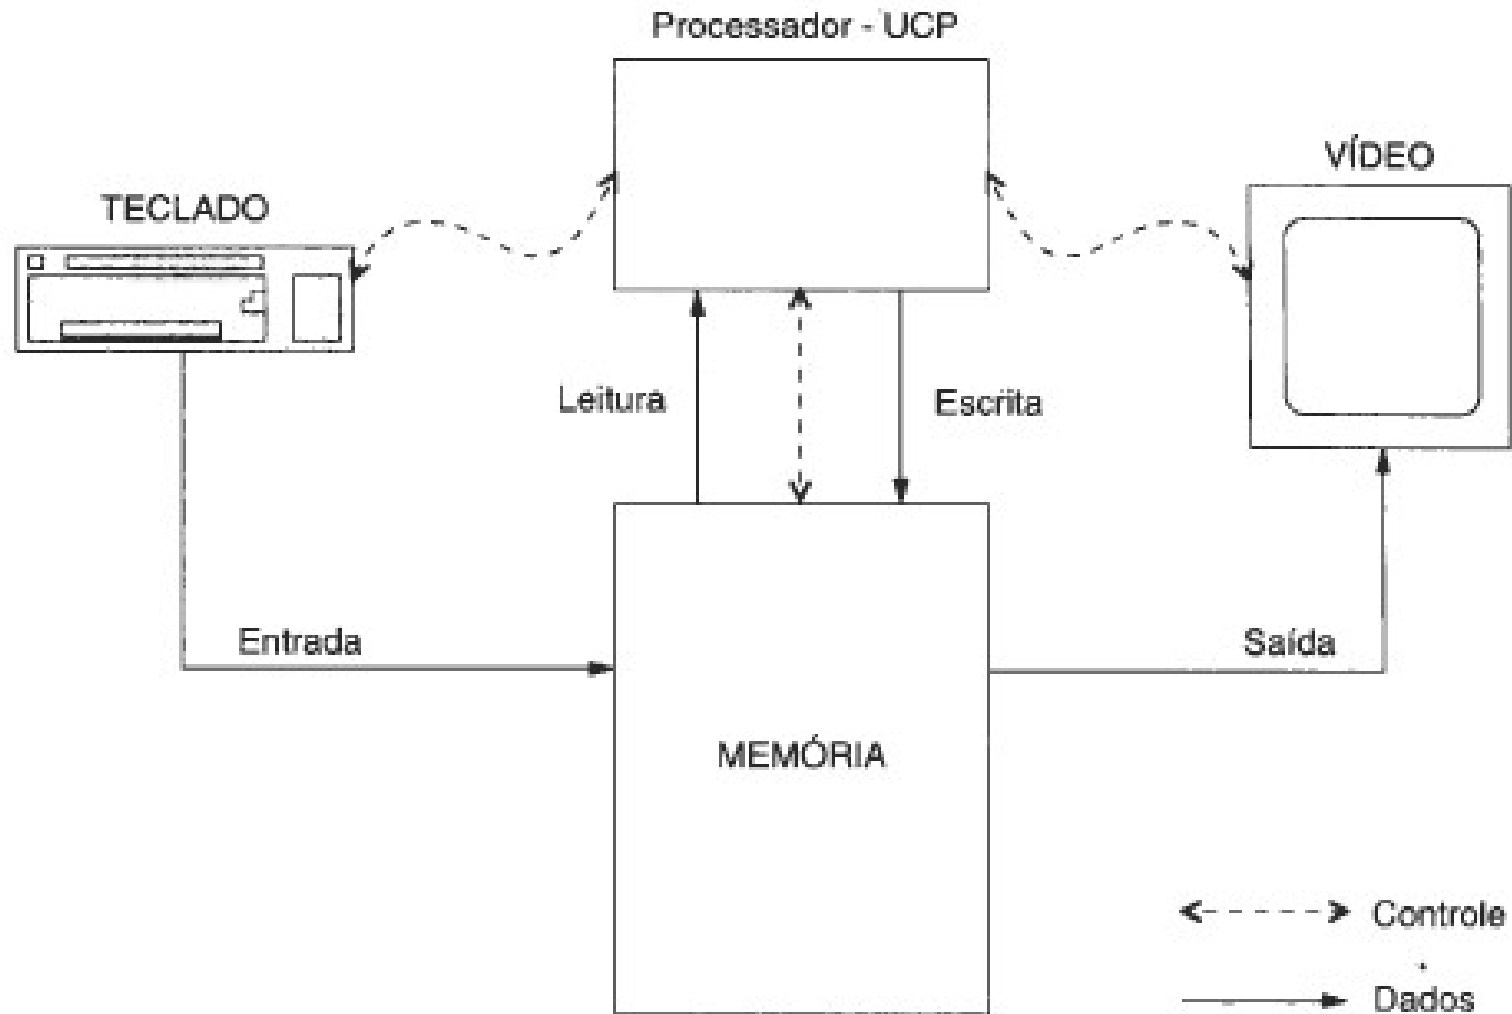 Processador - UCP
VÍDEO
TECLADO
Leitura
Escrita
Entrada
Saída
MEMÓRIA
Controle
Dados